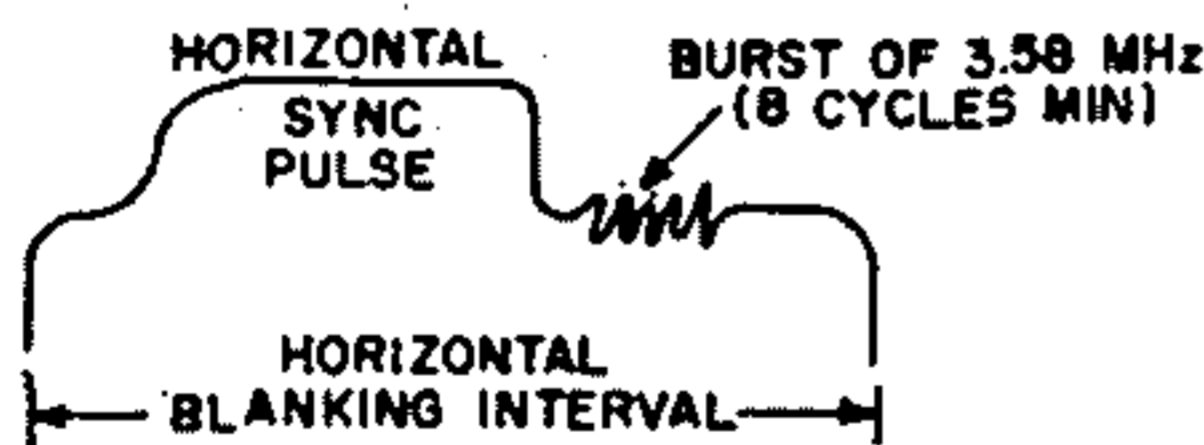 HORIZONTAL
SYNC
PULSE
BURST OF 3.58 MHz
(8 CYCLES MIN)
HORIZONTAL
BLANKING INTERVAL